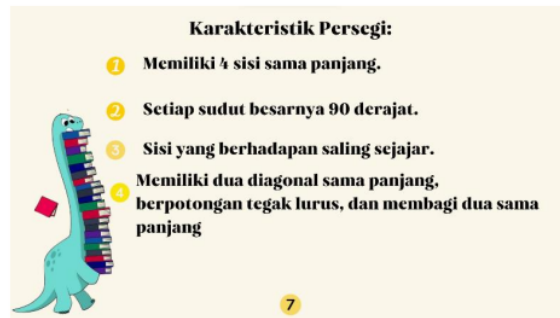 Karakteristik Persegi:
1 Memiliki 4 sisi sama panjang.
2 Setiap sudut besarnya 90 derajat.
3 Sisi yang berhadapan saling sejajar.
4 Memiliki dua diagonal sama panjang,
berpotongan tegak lurus, dan membagi dua sama
panjang
7